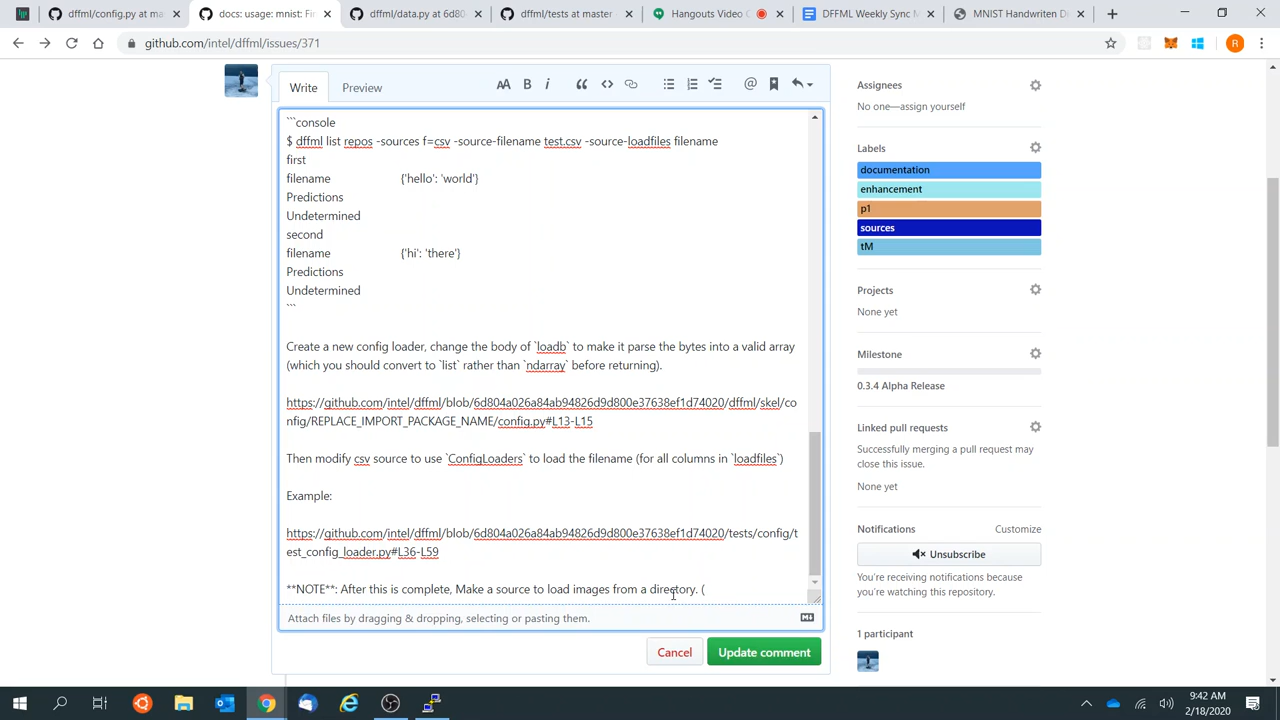 dffml/config.py at mas
docs: usage: mnist: Fi
dffml/data.py at 6d80
dffml/tests at master
Hangouts Video C
DFFML Weekly Sync M
MNIST Handwriten D
github.com/intel/dffml/issues/371
R
Write
Preview
AA B i @
```console
$ dffml list repos -sources f=csv -source-filename test.csv -source-loadfiles filename
first
filename {'hello': 'world'}
Predictions
Undetermined
second
filename {'hi': 'there'}
Predictions
Undetermined
```
Create a new config loader, change the body of `loadb` to make it parse the bytes into a valid array
(which you should convert to `list` rather than `ndarray` before returning).
https://github.com/intel/dffml/blob/6d804a026a84ab94826d9d800e37638ef1d74020/dffml/skel/co
nfig/REPLACE_IMPORT_PACKAGE_NAME/config.py#L13-L15
Then modify csv source to use `ConfigLoaders` to load the filename (for all columns in `loadfiles`)
Example:
https://github.com/intel/dffml/blob/6d804a026a84ab94826d9d800e37638ef1d74020/tests/config/t
est_config_loader.py#L36-L59
**NOTE**: After this is complete, Make a source to load images from a directory. (
Attach files by dragging & dropping, selecting or pasting them.
Cancel
Update comment
Assignees
No one—assign yourself
Labels
documentation
enhancement
p1
sources
tM
Projects
None yet
Milestone
0.3.4 Alpha Release
Linked pull requests
Successfully merging a pull request may
close this issue.
None yet
Notifications
Customize
Unsubscribe
You're receiving notifications because
you're watching this repository.
1 participant
9:42 AM
2/18/2020